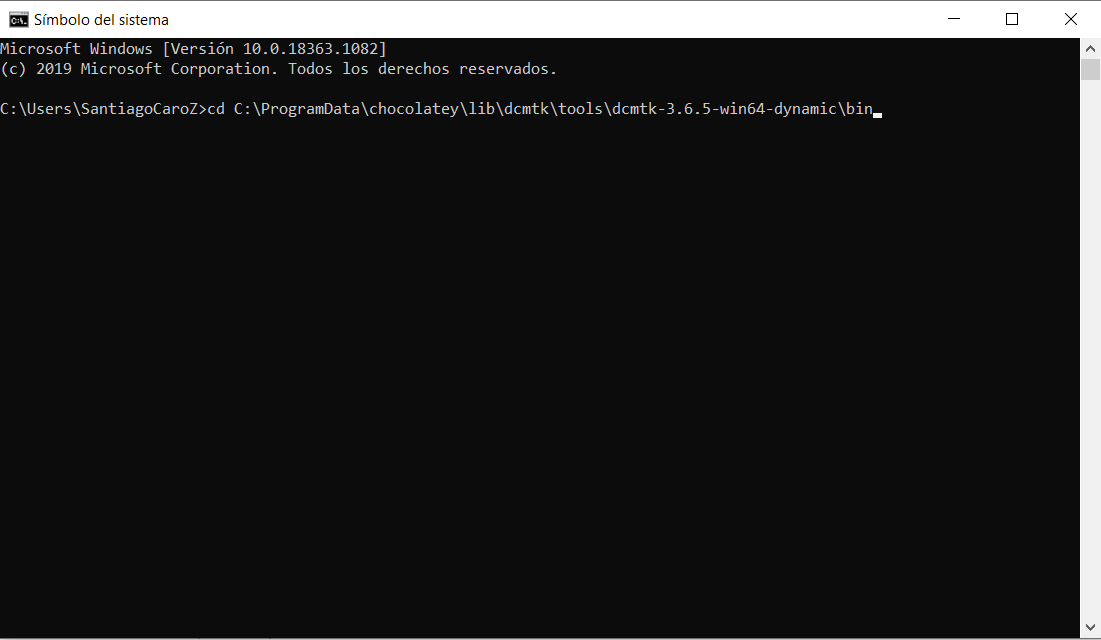 Símbolo del sistema
Microsoft Windows [Versión 10.0.18363.1082]
(c) 2019 Microsoft Corporation. Todos los derechos reservados.
C:\Users\SantiagoCaroZ>cd C:\ProgramData\chocolatey\lib\dcmtk\tools\dcmtk-3.6.5-win64-dynamic\bin